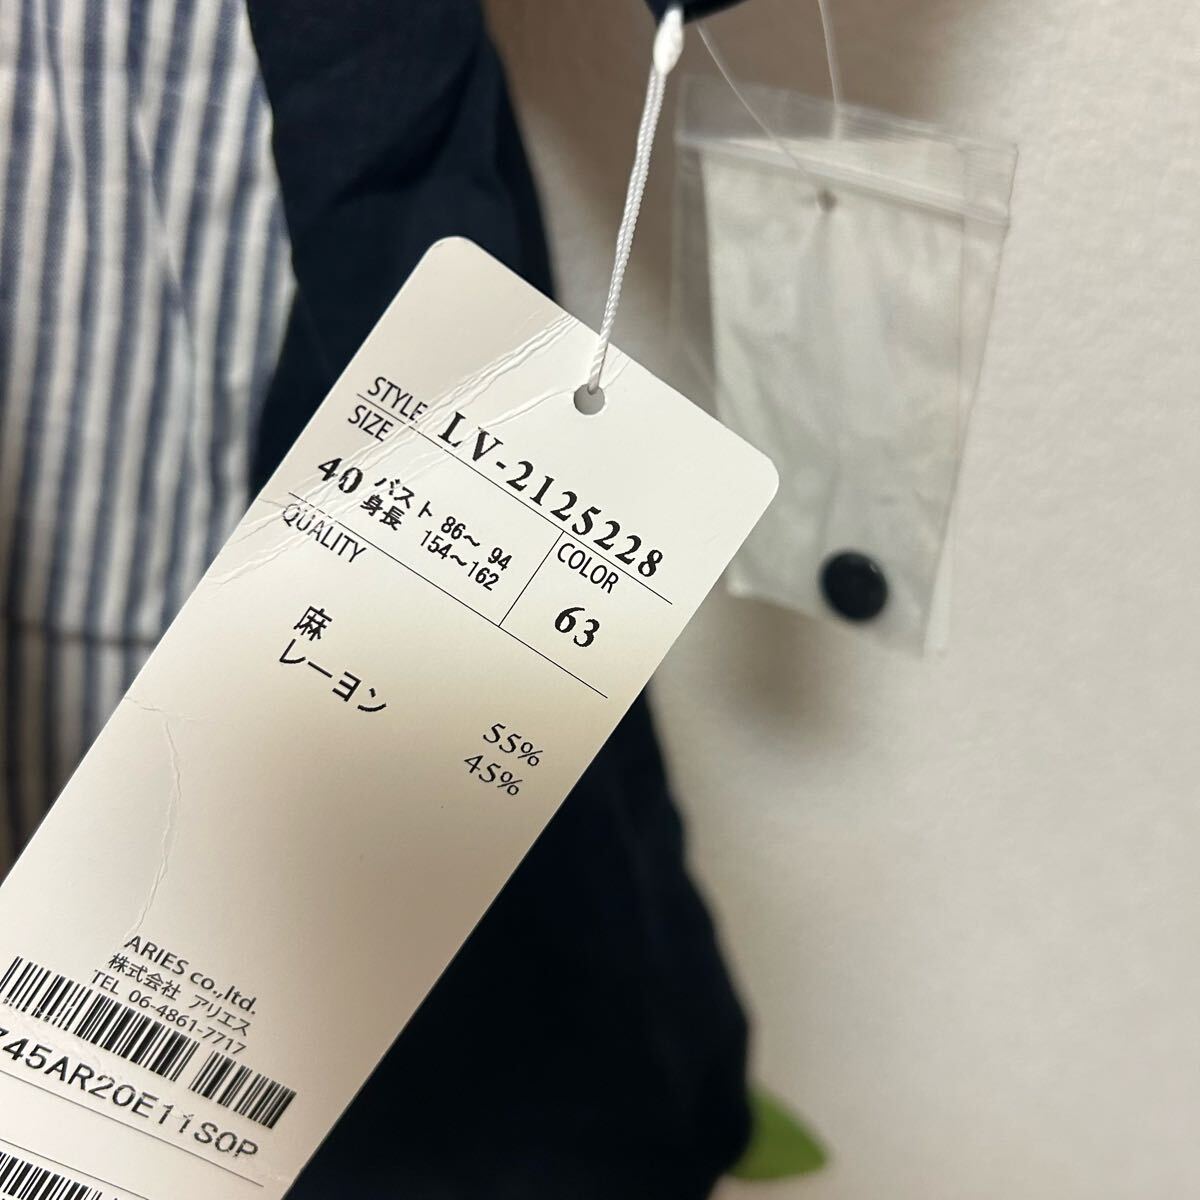 STYLE LV-2125228
SIZE
40 バスト 86～ 94
身長 154～162
COLOR
63
QUALITY
麻 55%
レーヨン 45%
ARIES co.,ltd.
株式会社 アリエス
TEL 06-4861-7717
745AR20E11S0P